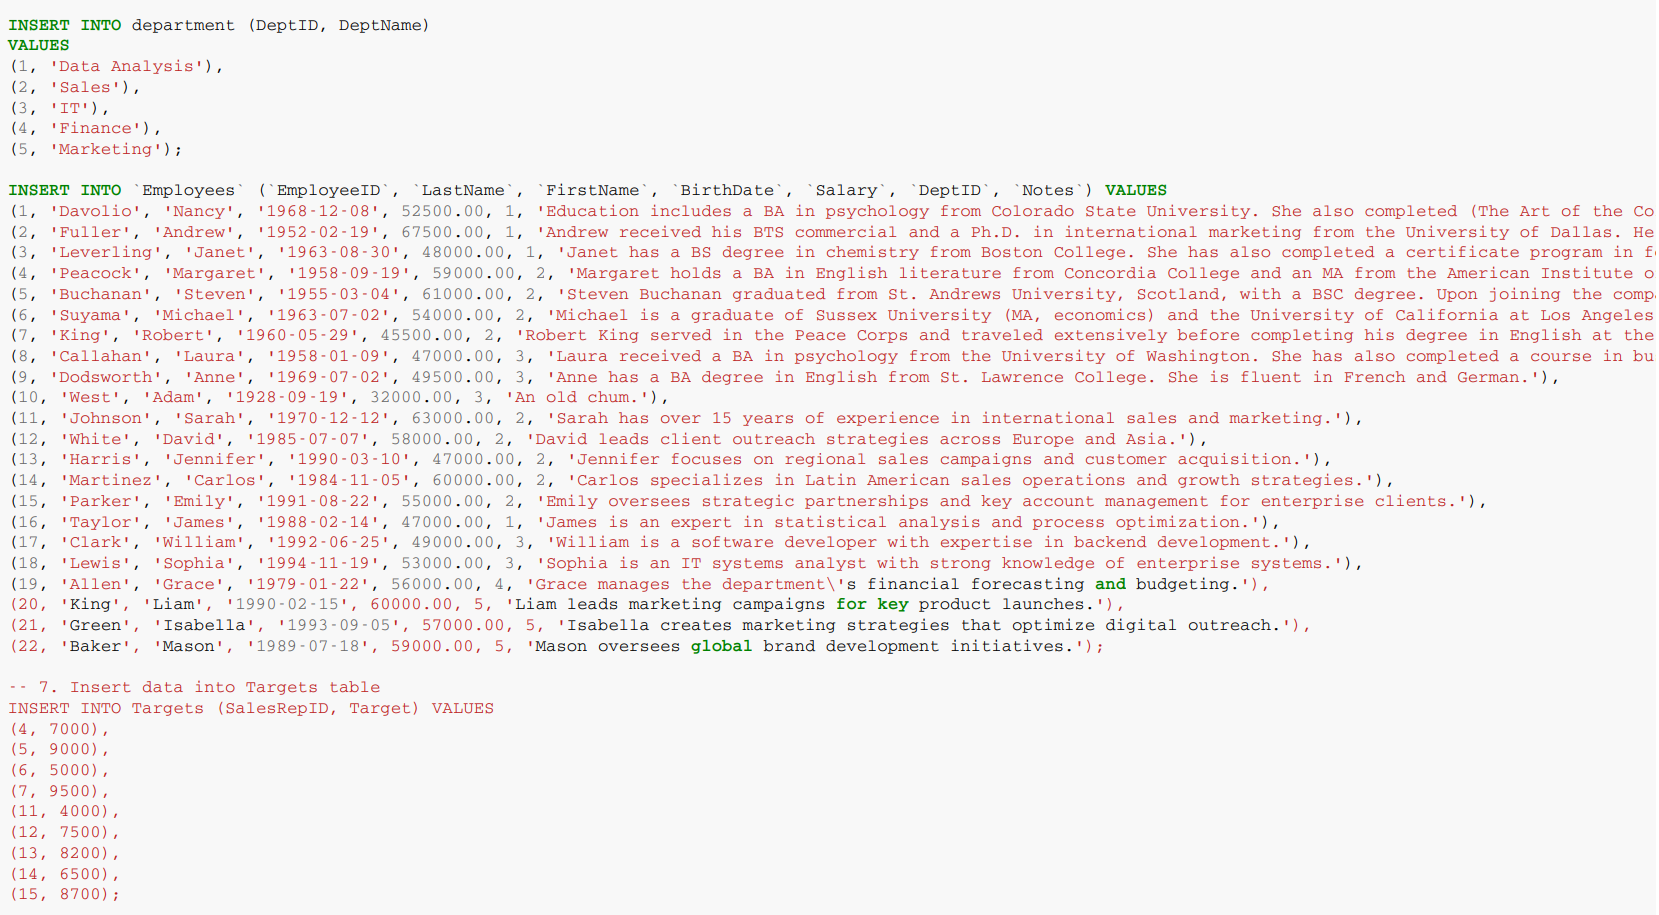 INSERT INTO department (DeptID, DeptName)
VALUES
(1, 'Data Analysis'),
(2, 'Sales'),
(3, 'IT'),
(4, 'Finance'),
(5, 'Marketing');
INSERT INTO `Employees` (`EmployeeID`, `LastName`, `FirstName`, `BirthDate`, `Salary`, `DeptID`, `Notes`) VALUES
(1, 'Davolio', 'Nancy', '1968-12-08', 52500.00, 1, 'Education includes a BA in psychology from Colorado State University. She also completed (The Art of the Co
(2, 'Fuller', 'Andrew', '1952-02-19', 67500.00, 1, 'Andrew received his BTS commercial and a Ph.D. in international marketing from the University of Dallas. He
(3, 'Leverling', 'Janet', '1963-08-30', 48000.00, 1, 'Janet has a BS degree in chemistry from Boston College. She has also completed a certificate program in f
(4, 'Peacock', 'Margaret', '1958-09-19', 59000.00, 2, 'Margaret holds a BA in English literature from Concordia College and an MA from the American Institute o
(5, 'Buchanan', 'Steven', '1955-03-04', 61000.00, 2, 'Steven Buchanan graduated from St. Andrews University, Scotland, with a BSC degree. Upon joining the comp
(6, 'Suyama', 'Michael', '1963-07-02', 54000.00, 2, 'Michael is a graduate of Sussex University (MA, economics) and the University of California at Los Angeles
(7, 'King', 'Robert', '1960-05-29', 45500.00, 2, 'Robert King served in the Peace Corps and traveled extensively before completing his degree in English at the
(8, 'Callahan', 'Laura', '1958-01-09', 47000.00, 3, 'Laura received a BA in psychology from the University of Washington. She has also completed a course in bu
(9, 'Dodsworth', 'Anne', '1969-07-02', 49500.00, 3, 'Anne has a BA degree in English from St. Lawrence College. She is fluent in French and German.'),
(10, 'West', 'Adam', '1928-09-19', 32000.00, 3, 'An old chum.'),
(11, 'Johnson', 'Sarah', '1970-12-12', 63000.00, 2, 'Sarah has over 15 years of experience in international sales and marketing.'),
(12, 'White', 'David', '1985-07-07', 58000.00, 2, 'David leads client outreach strategies across Europe and Asia.'),
(13, 'Harris', 'Jennifer', '1990-03-10', 47000.00, 2, 'Jennifer focuses on regional sales campaigns and customer acquisition.'),
(14, 'Martinez', 'Carlos', '1984-11-05', 60000.00, 2, 'Carlos specializes in Latin American sales operations and growth strategies.'),
(15, 'Parker', 'Emily', '1991-08-22', 55000.00, 2, 'Emily oversees strategic partnerships and key account management for enterprise clients.'),
(16, 'Taylor', 'James', '1988-02-14', 47000.00, 1, 'James is an expert in statistical analysis and process optimization.'),
(17, 'Clark', 'William', '1992-06-25', 49000.00, 3, 'William is a software developer with expertise in backend development.'),
(18, 'Lewis', 'Sophia', '1994-11-19', 53000.00, 3, 'Sophia is an IT systems analyst with strong knowledge of enterprise systems.'),
(19, 'Allen', 'Grace', '1979-01-22', 56000.00, 4, 'Grace manages the department\'s financial forecasting and budgeting.'),
(20, 'King', 'Liam', '1990-02-15', 60000.00, 5, 'Liam leads marketing campaigns for key product launches.'),
(21, 'Green', 'Isabella', '1993-09-05', 57000.00, 5, 'Isabella creates marketing strategies that optimize digital outreach.'),
(22, 'Baker', 'Mason', '1989-07-18', 59000.00, 5, 'Mason oversees global brand development initiatives.');
-- 7. Insert data into Targets table
INSERT INTO Targets (SalesRepID, Target) VALUES
(4, 7000),
(5, 9000),
(6, 5000),
(7, 9500),
(11, 4000),
(12, 7500),
(13, 8200),
(14, 6500),
(15, 8700);